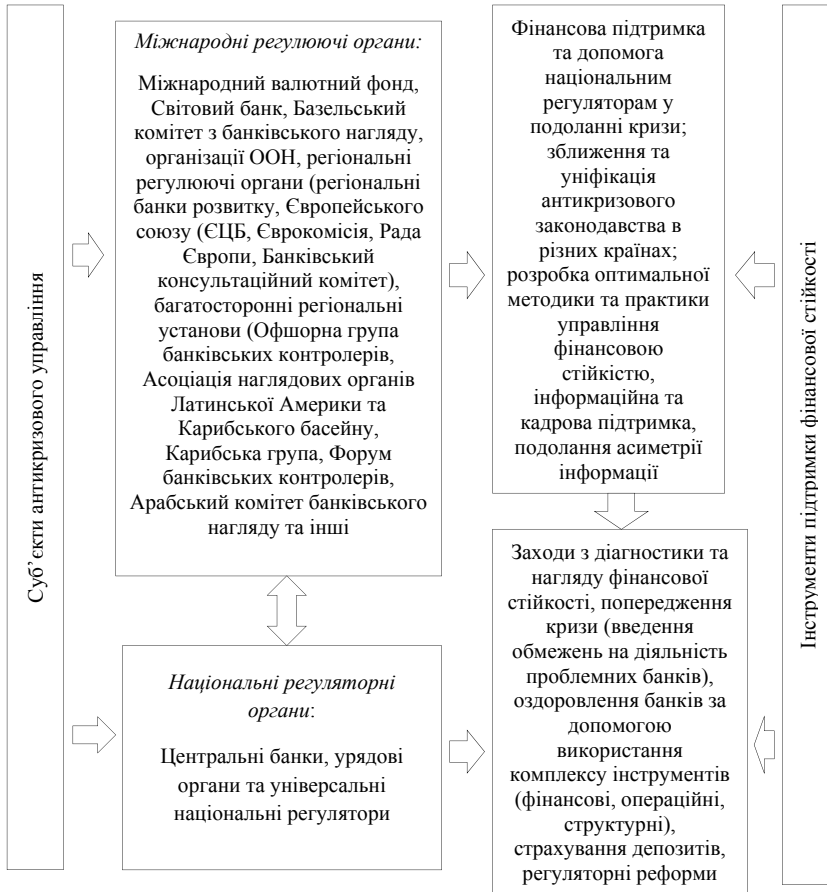 Суб’єкти антикризового управління
Міжнародні регулюючі органи:
Міжнародний валютний фонд,
Світовий банк, Базельський
комітет з банківського нагляду,
організації ООН, регіональні
регулюючі органи (регіональні
банки розвитку, Європейського
союзу (ЄЦБ, Єврокомісія, Рада
Європи, Банківський
консультаційний комітет),
багатосторонні регіональні
установи (Офшорна група
банківських контролерів,
Асоціація наглядових органів
Латинської Америки та
Карибського басейну,
Карибська група, Форум
банківських контролерів,
Арабський комітет банківського
нагляду та інші
Національні регуляторні
органи:
Центральні банки, урядові
органи та універсальні
національні регулятори
Фінансова підтримка
та допомога
національним
регуляторам у
подоланні кризи;
зближення та
уніфікація
антикризового
законодавства в
різних країнах;
розробка оптимальної
методики та практики
управління
фінансовою
стійкістю,
інформаційна та
кадрова підтримка,
подолання асиметрії
інформації
Заходи з діагностики та
нагляду фінансової
стійкості, попередження
кризи (введення
обмежень на діяльність
проблемних банків),
оздоровлення банків за
допомогою
використання
комплексу інструментів
(фінансові, операційні,
структурні),
страхування депозитів,
регуляторні реформи
Інструменти підтримки фінансової стійкості